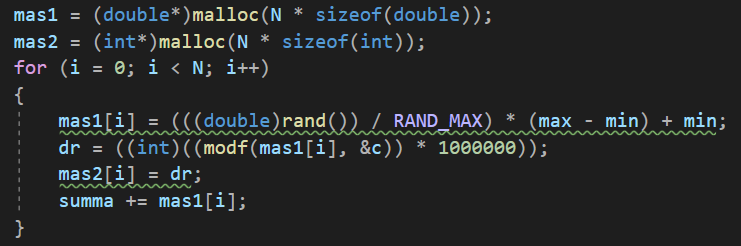 mas1 = (double*)malloc(N * sizeof(double));
mas2 = (int*)malloc(N * sizeof(int));
for (i = 0; i < N; i++)
{
mas1[i] = (((double)rand()) / RAND_MAX) * (max - min) + min;
dr = ((int)((modf(mas1[i], &c)) * 1000000));
mas2[i] = dr;
summa += mas1[i];
}